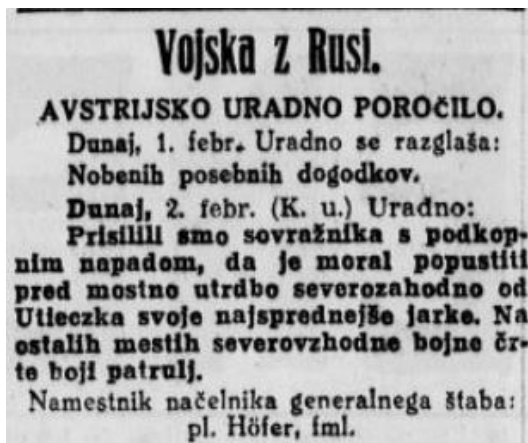 Vojska z Rusi.
AVSTRIJSKO URADNO POROČILO.
Dunaj, 1. febr. Uradno se razglaša:
Nobenih posebnih dogodkov.
Dunaj, 2. febr. (K. u.) Uradno:
Prisilili smo sovražnika s podkop-
nim napadom, da je moral popustiti
pred mostno utrdbo severozahodno od
Utieczka svoje najsprednejše jarke. Na
ostalih mestih severovzhodne bojne čr-
te boji patrulj.
Namestnik načelnika generalnega štaba:
pl. Höfer, fml.